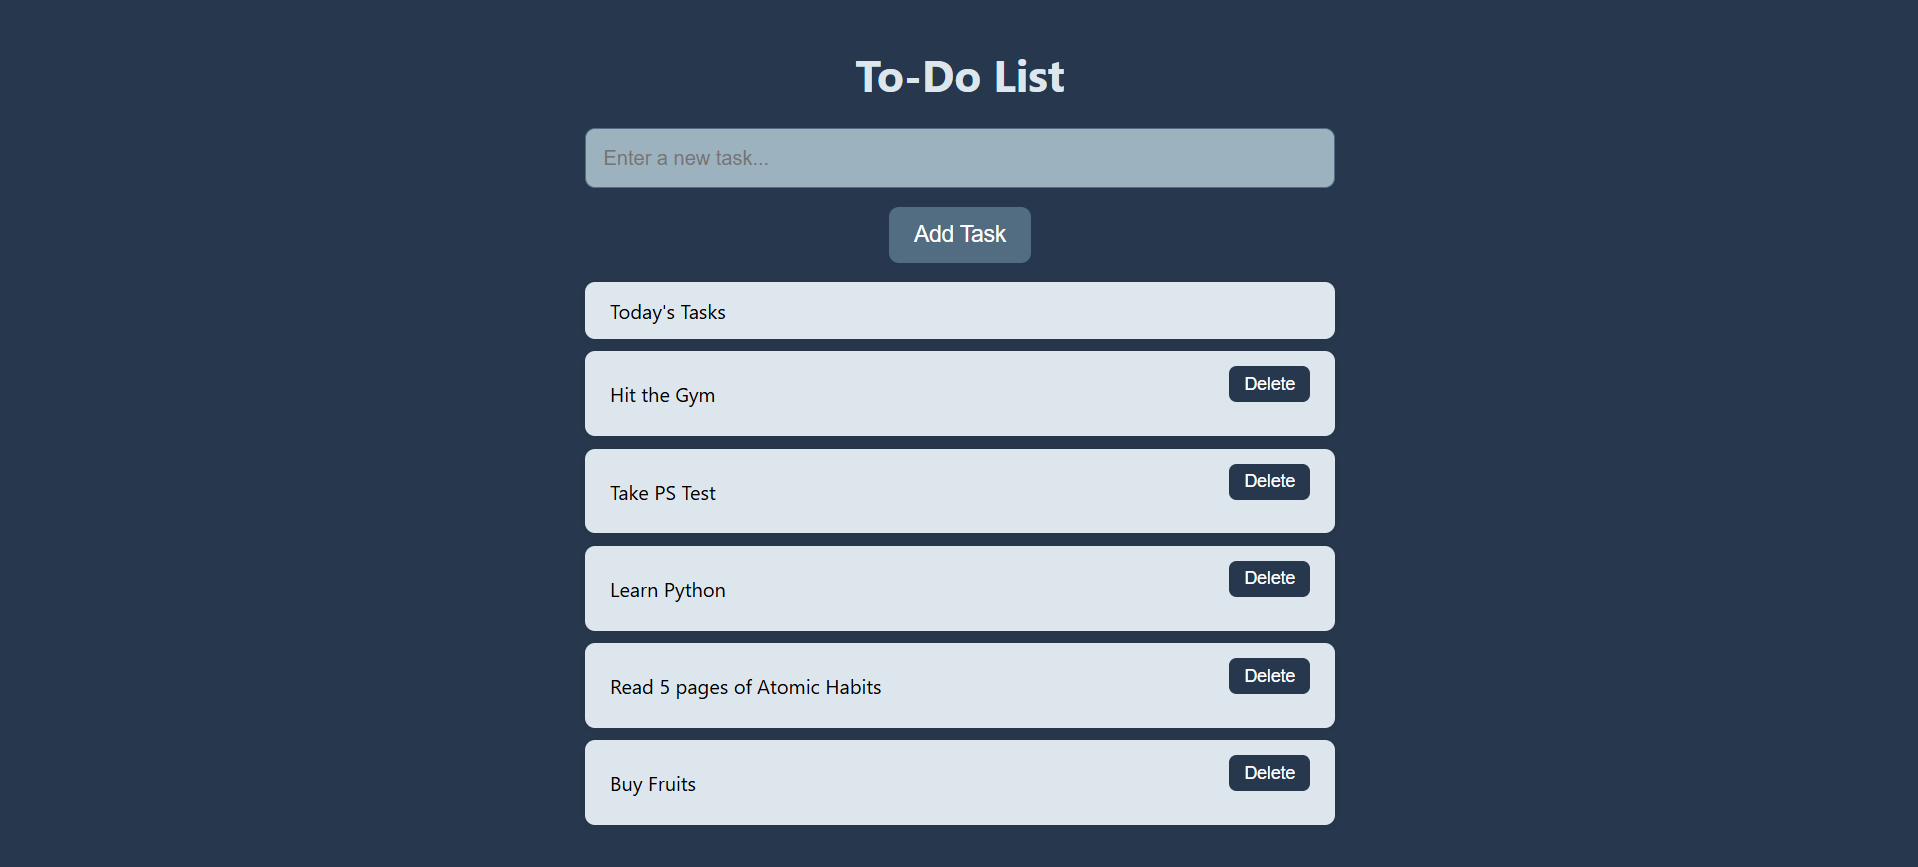 To-Do List
Enter a new task...
Add Task
Today's Tasks
Hit the Gym
Delete
Take PS Test
Delete
Learn Python
Delete
Read 5 pages of Atomic Habits
Delete
Buy Fruits
Delete